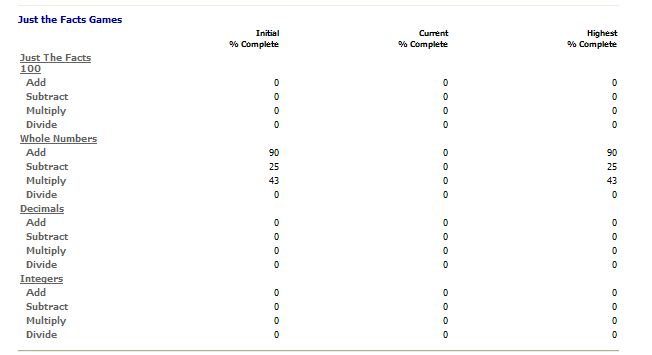 Just the Facts Games
Initial Current Highest
% Complete % Complete % Complete
Just The Facts
100
Add 0 0 0
Subtract 0 0 0
Multiply 0 0 0
Divide 0 0 0
Whole Numbers
Add 90 0 90
Subtract 25 0 25
Multiply 43 0 43
Divide 0 0 0
Decimals
Add 0 0 0
Subtract 0 0 0
Multiply 0 0 0
Divide 0 0 0
Integers
Add 0 0 0
Subtract 0 0 0
Multiply 0 0 0
Divide 0 0 0